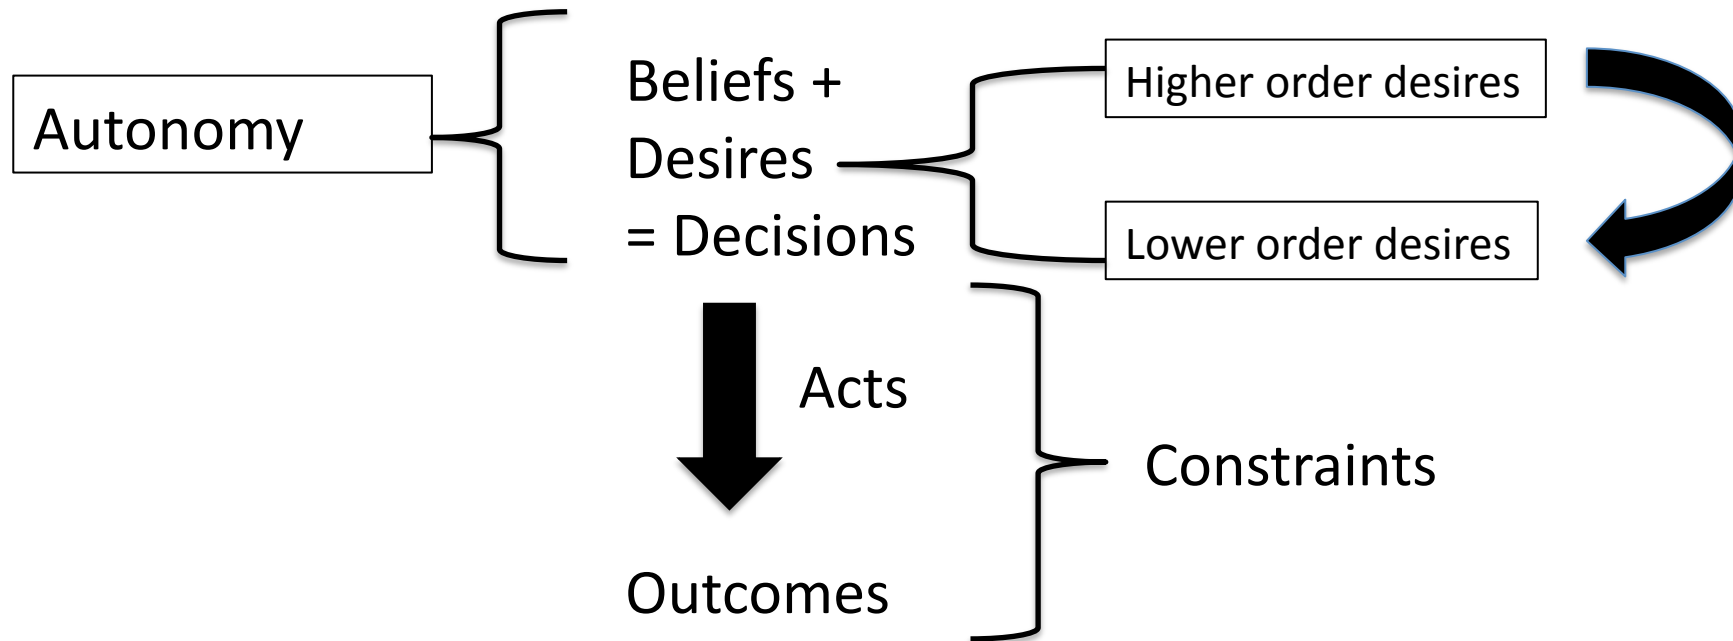 Autonomy
Beliefs +
Desires
= Decisions
Higher order desires
Lower order desires
Acts
Constraints
Outcomes